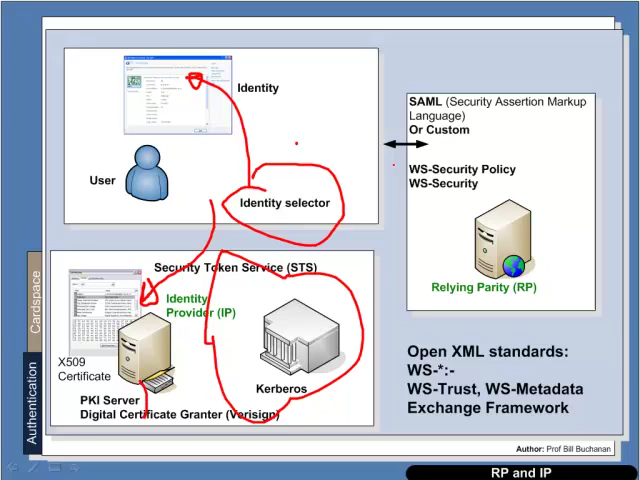 Identity
User
Identity selector
SAML (Security Assertion Markup
Language)
Or Custom
WS-Security Policy
WS-Security
Relying Parity (RP)
Security Token Service (STS)
Identity
Provider (IP)
X509
Certificate
Kerberos
PKI Server
Digital Certificate Granter (Verisign)
Cardspace
Authentication
Open XML standards:
WS-*:-
WS-Trust, WS-Metadata
Exchange Framework
Author: Prof Bill Buchanan
RP and IP